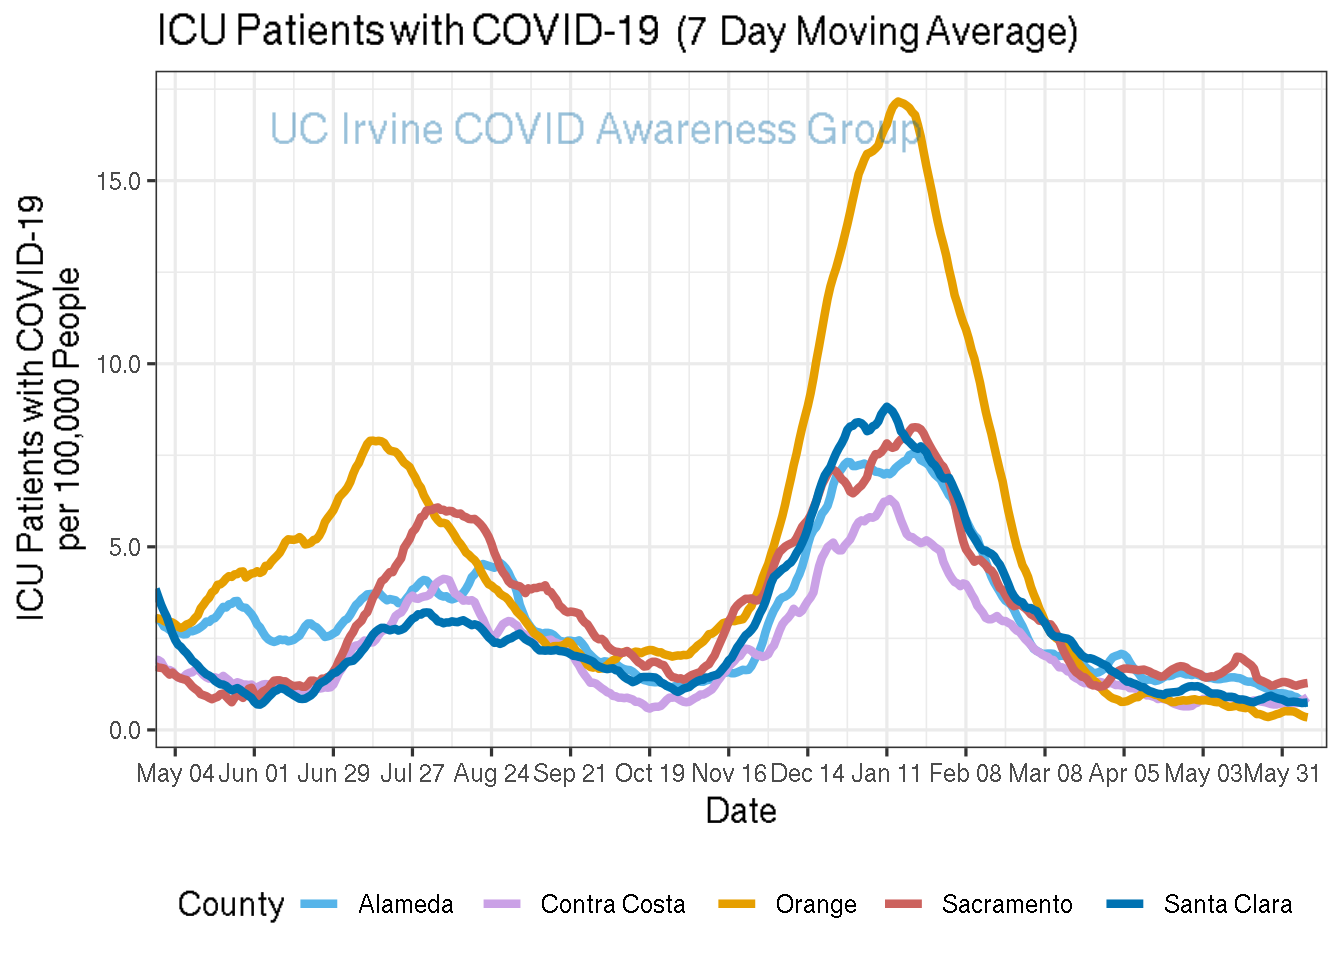 ICU Patients with COVID-19 (7 Day Moving Average)
UC Irvine COVID Awareness Group
ICU Patients with COVID-19
per 100,000 People
15.0
10.0
5.0
0.0
May 04 Jun 01 Jun 29 Jul 27 Aug 24 Sep 21 Oct 19 Nov 16 Dec 14 Jan 11 Feb 08 Mar 08 Apr 05 May 03 May 31
Date
County Alameda Contra Costa Orange Sacramento Santa Clara